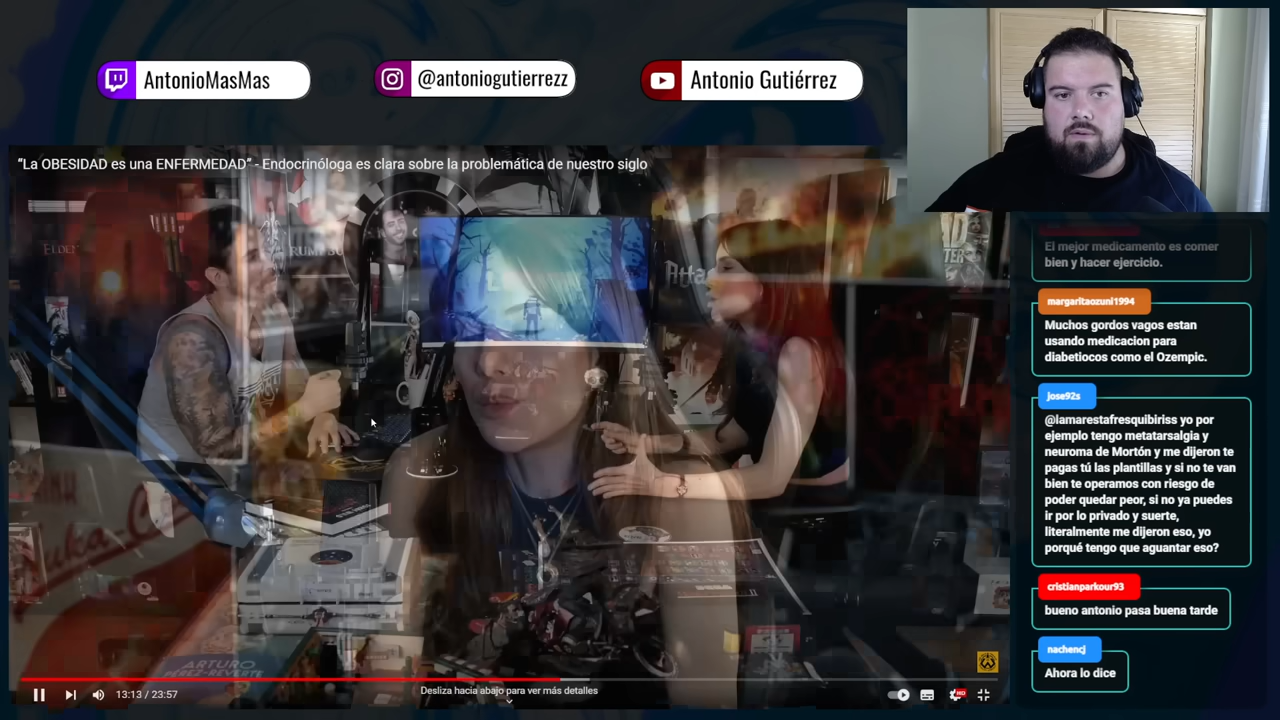 AntonioMasMas
@antoniogutierrezz
Antonio Gutiérrez
“La OBESIDAD es una ENFERMEDAD” - Endocrinóloga es clara sobre la problemática de nuestro siglo
El mejor medicamento es comer
bien y hacer ejercicio.
margaritaozuni1994
Muchos gordos vagos estan
usando medicacion para
diabetiocos como el Ozempic.
jose92s
@lamarestafresquibiriss yo por
ejemplo tengo metatarsalgia y
neuroma de Mortón y me dijeron te
pagas tú las plantillas y si no te van
bien te operamos con riesgo de
poder quedar peor, si no ya puedes
ir por lo privado y suerte,
literalmente me dijeron eso, yo
porqué tengo que aguantar eso?
cristianparkour93
bueno antonio pasa buena tarde
nachencj
Ahora lo dice
ARTURO
PÉREZ-REVERTE
Desliza hacia abajo para ver más detalles
13:13 / 23:57
HD